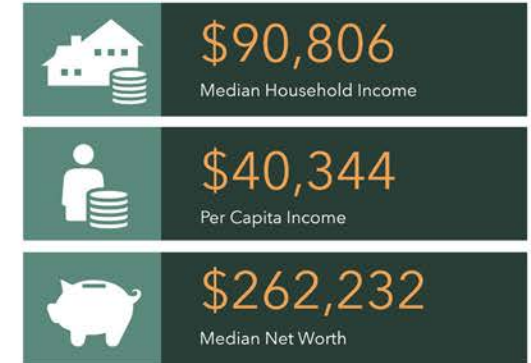 $90,806
Median Household Income
$40,344
Per Capita Income
$262,232
Median Net Worth